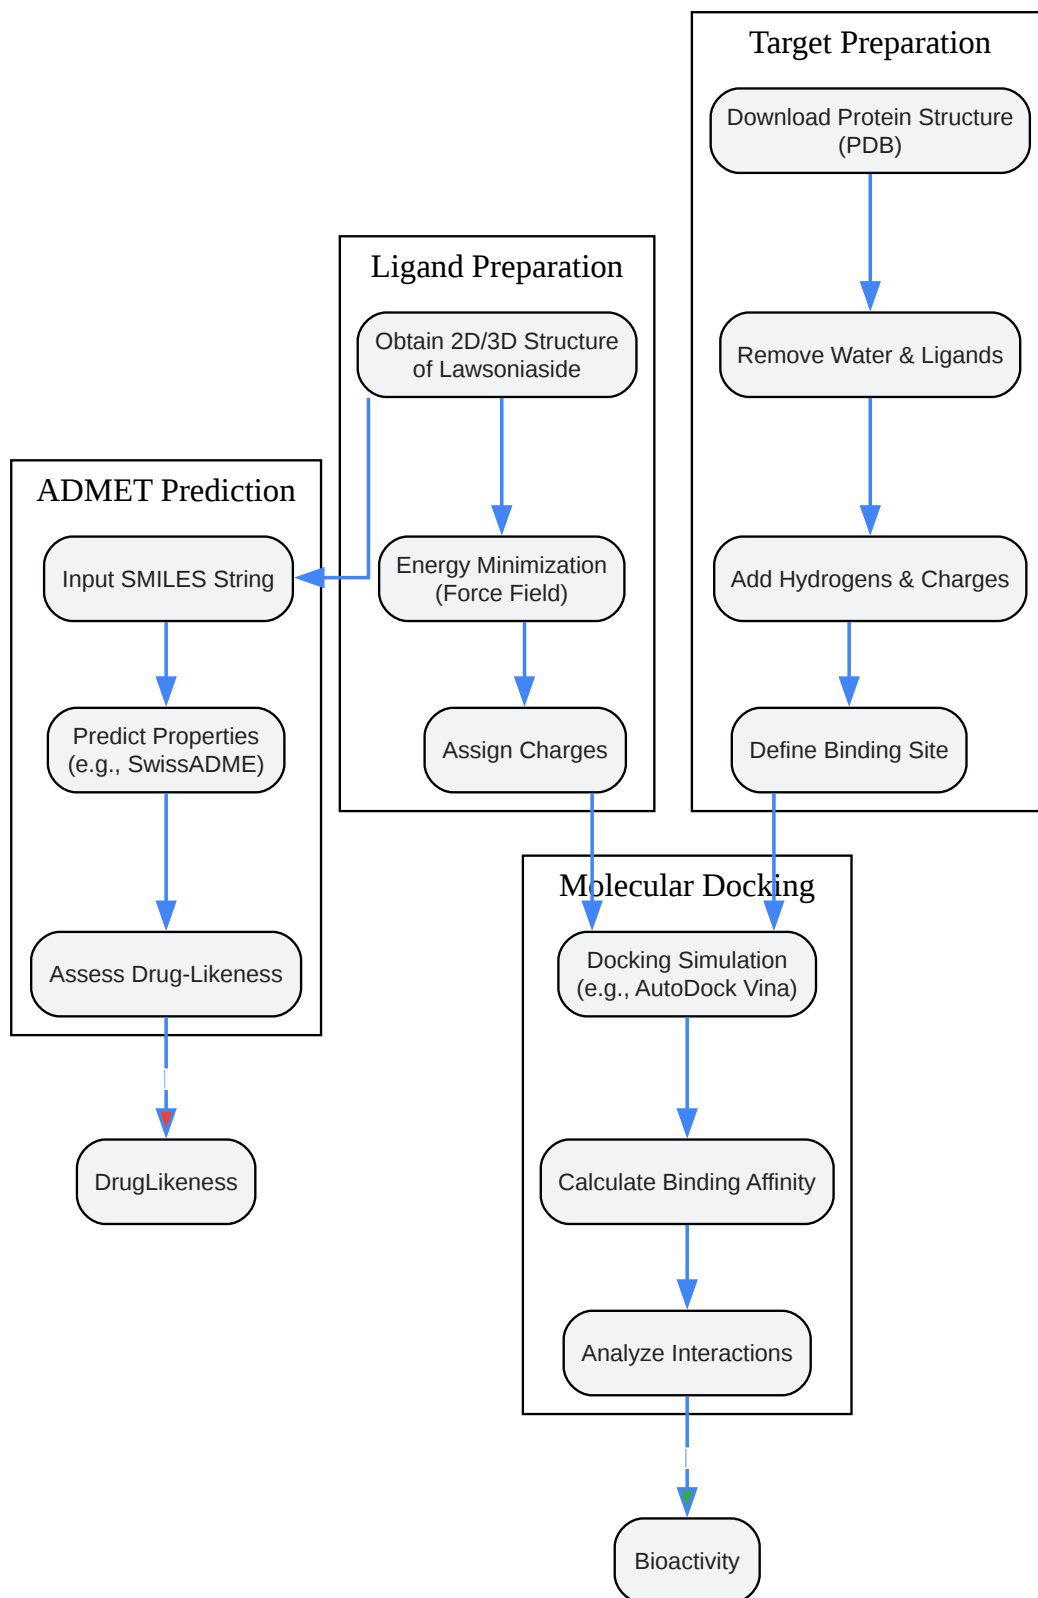 Target Preparation
Download Protein Structure
(PDB)
Remove Water & Ligands
Add Hydrogens & Charges
Define Binding Site
Ligand Preparation
Obtain 2D/3D Structure
of Lawsoniaside
Energy Minimization
(Force Field)
Assign Charges
ADMET Prediction
Input SMILES String
Predict Properties
(e.g., SwissADME)
Assess Drug-Likeness
DrugLikeness
Molecular Docking
Docking Simulation
(e.g., AutoDock Vina)
Calculate Binding Affinity
Analyze Interactions
Bioactivity